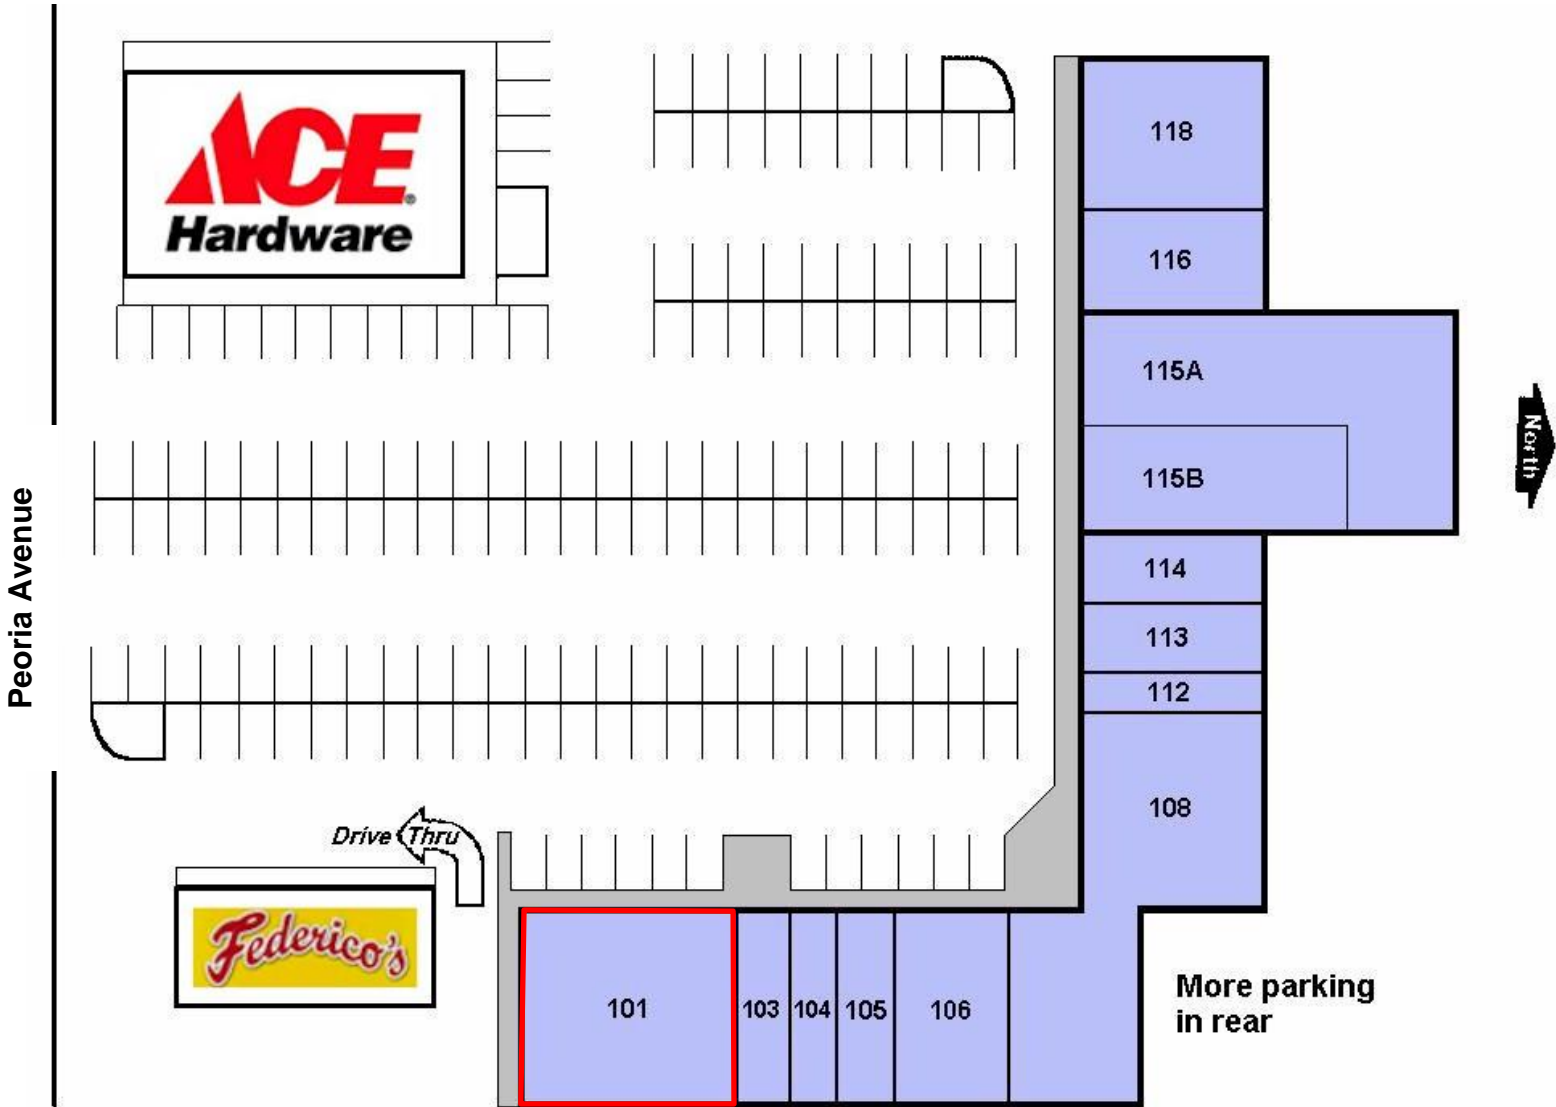 ACE
®
Hardware
118
116
115A
115B
North
Peoria Avenue
114
113
112
108
Drive Thru
Federico's
101
103
104
105
106
More parking
in rear